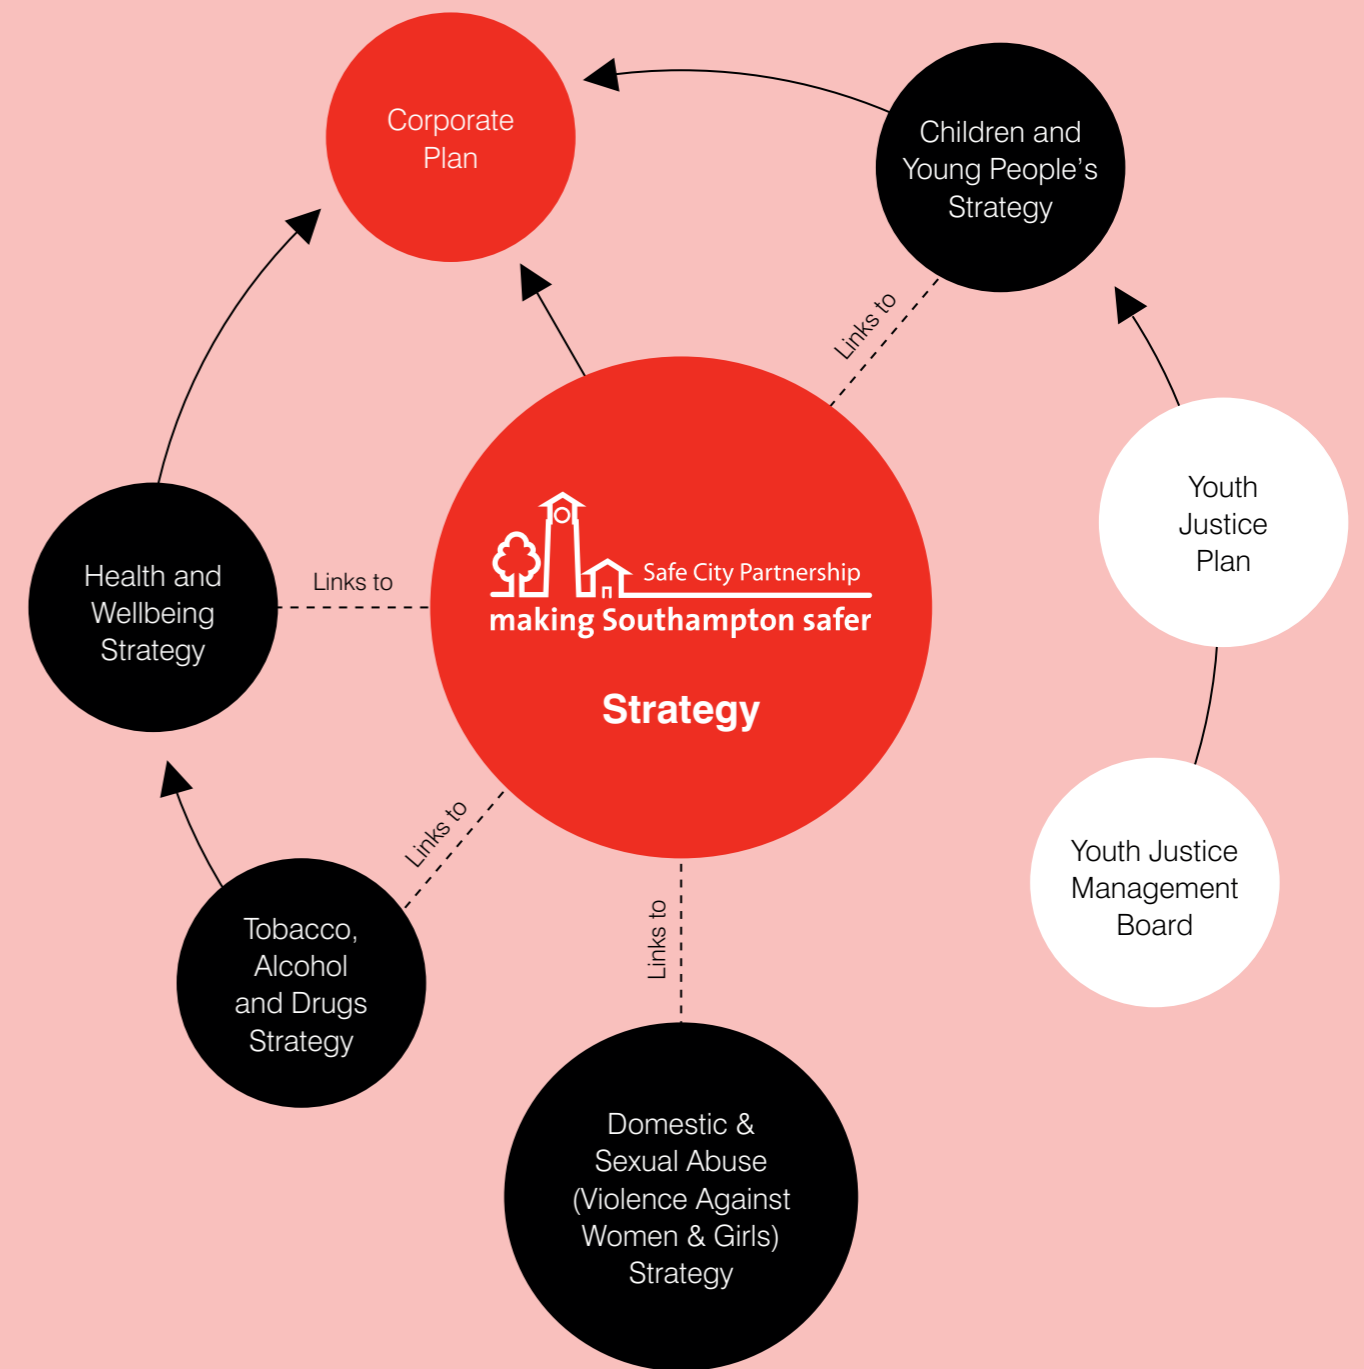 Corporate
Plan
Children and
Young People's
Strategy
Links to
Youth
Justice
Plan
Health and
Wellbeing
Strategy
Links to
Safe City Partnership
making Southampton safer
Strategy
Youth Justice
Management
Board
Links to
Tobacco,
Alcohol
and Drugs
Strategy
Links to
Domestic &
Sexual Abuse
(Violence Against
Women & Girls)
Strategy